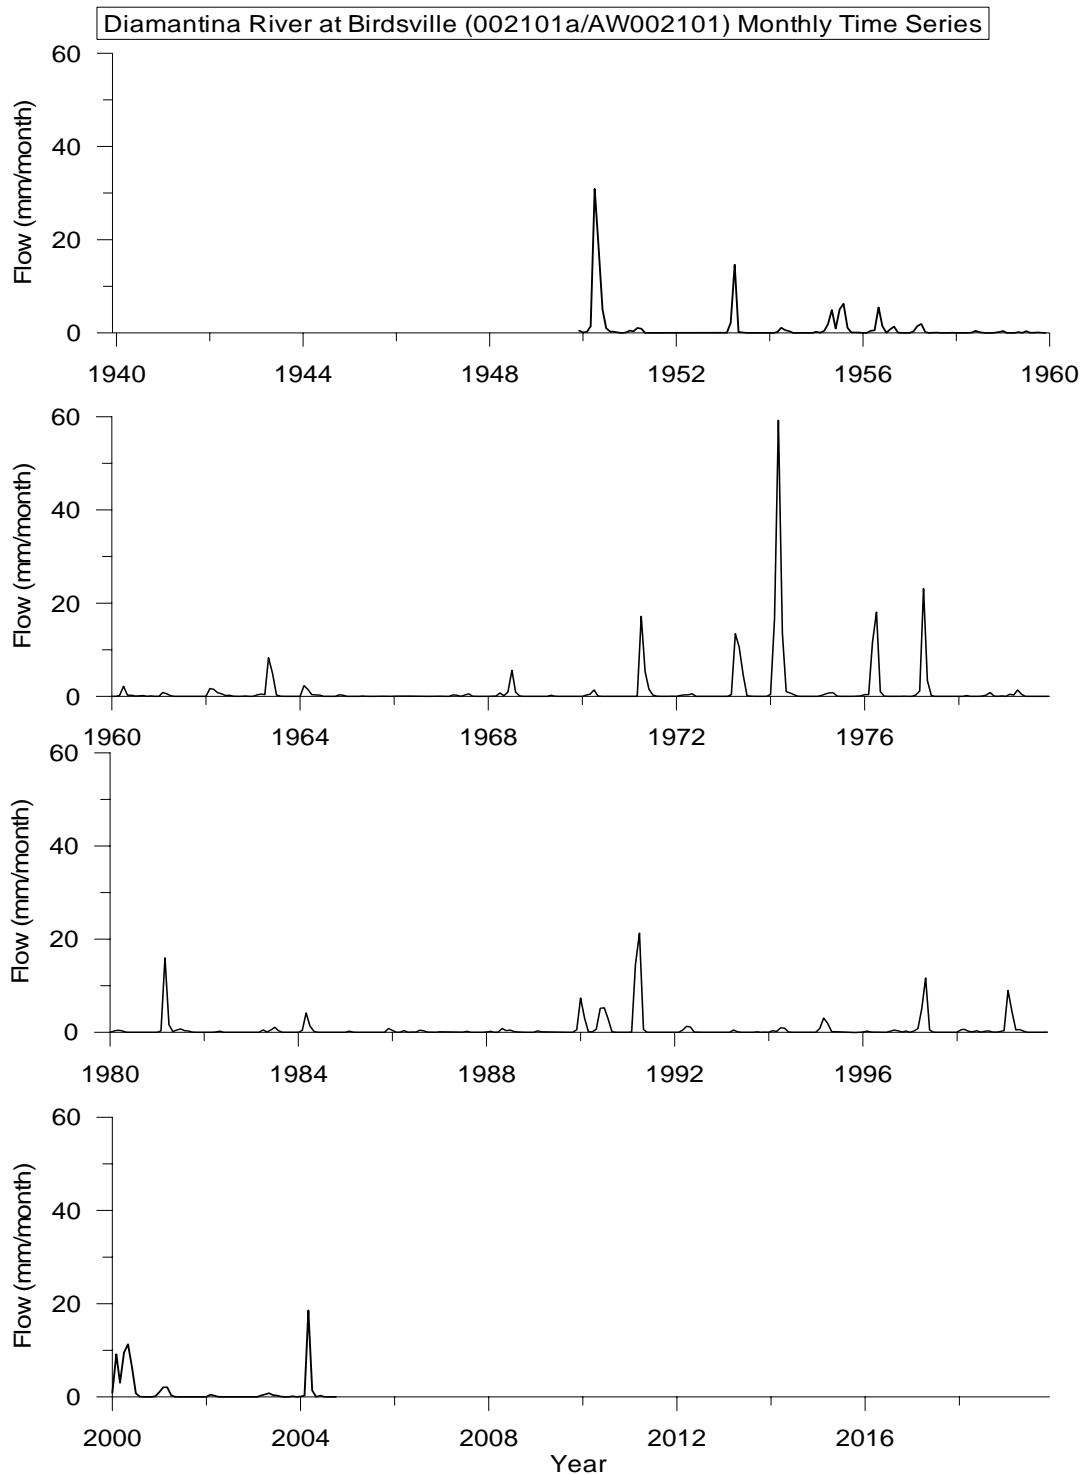 Diamantina River at Birdsville (002101a/AW002101) Monthly Time Series
60
40
20
0
Flow (mm/month)
1940 1944 1948 1952 1956 1960
60
40
20
0
Flow (mm/month)
1960 1964 1968 1972 1976
60
40
20
0
Flow (mm/month)
1980 1984 1988 1992 1996
60
40
20
0
Flow (mm/month)
2000 2004 2008 2012 2016
Year